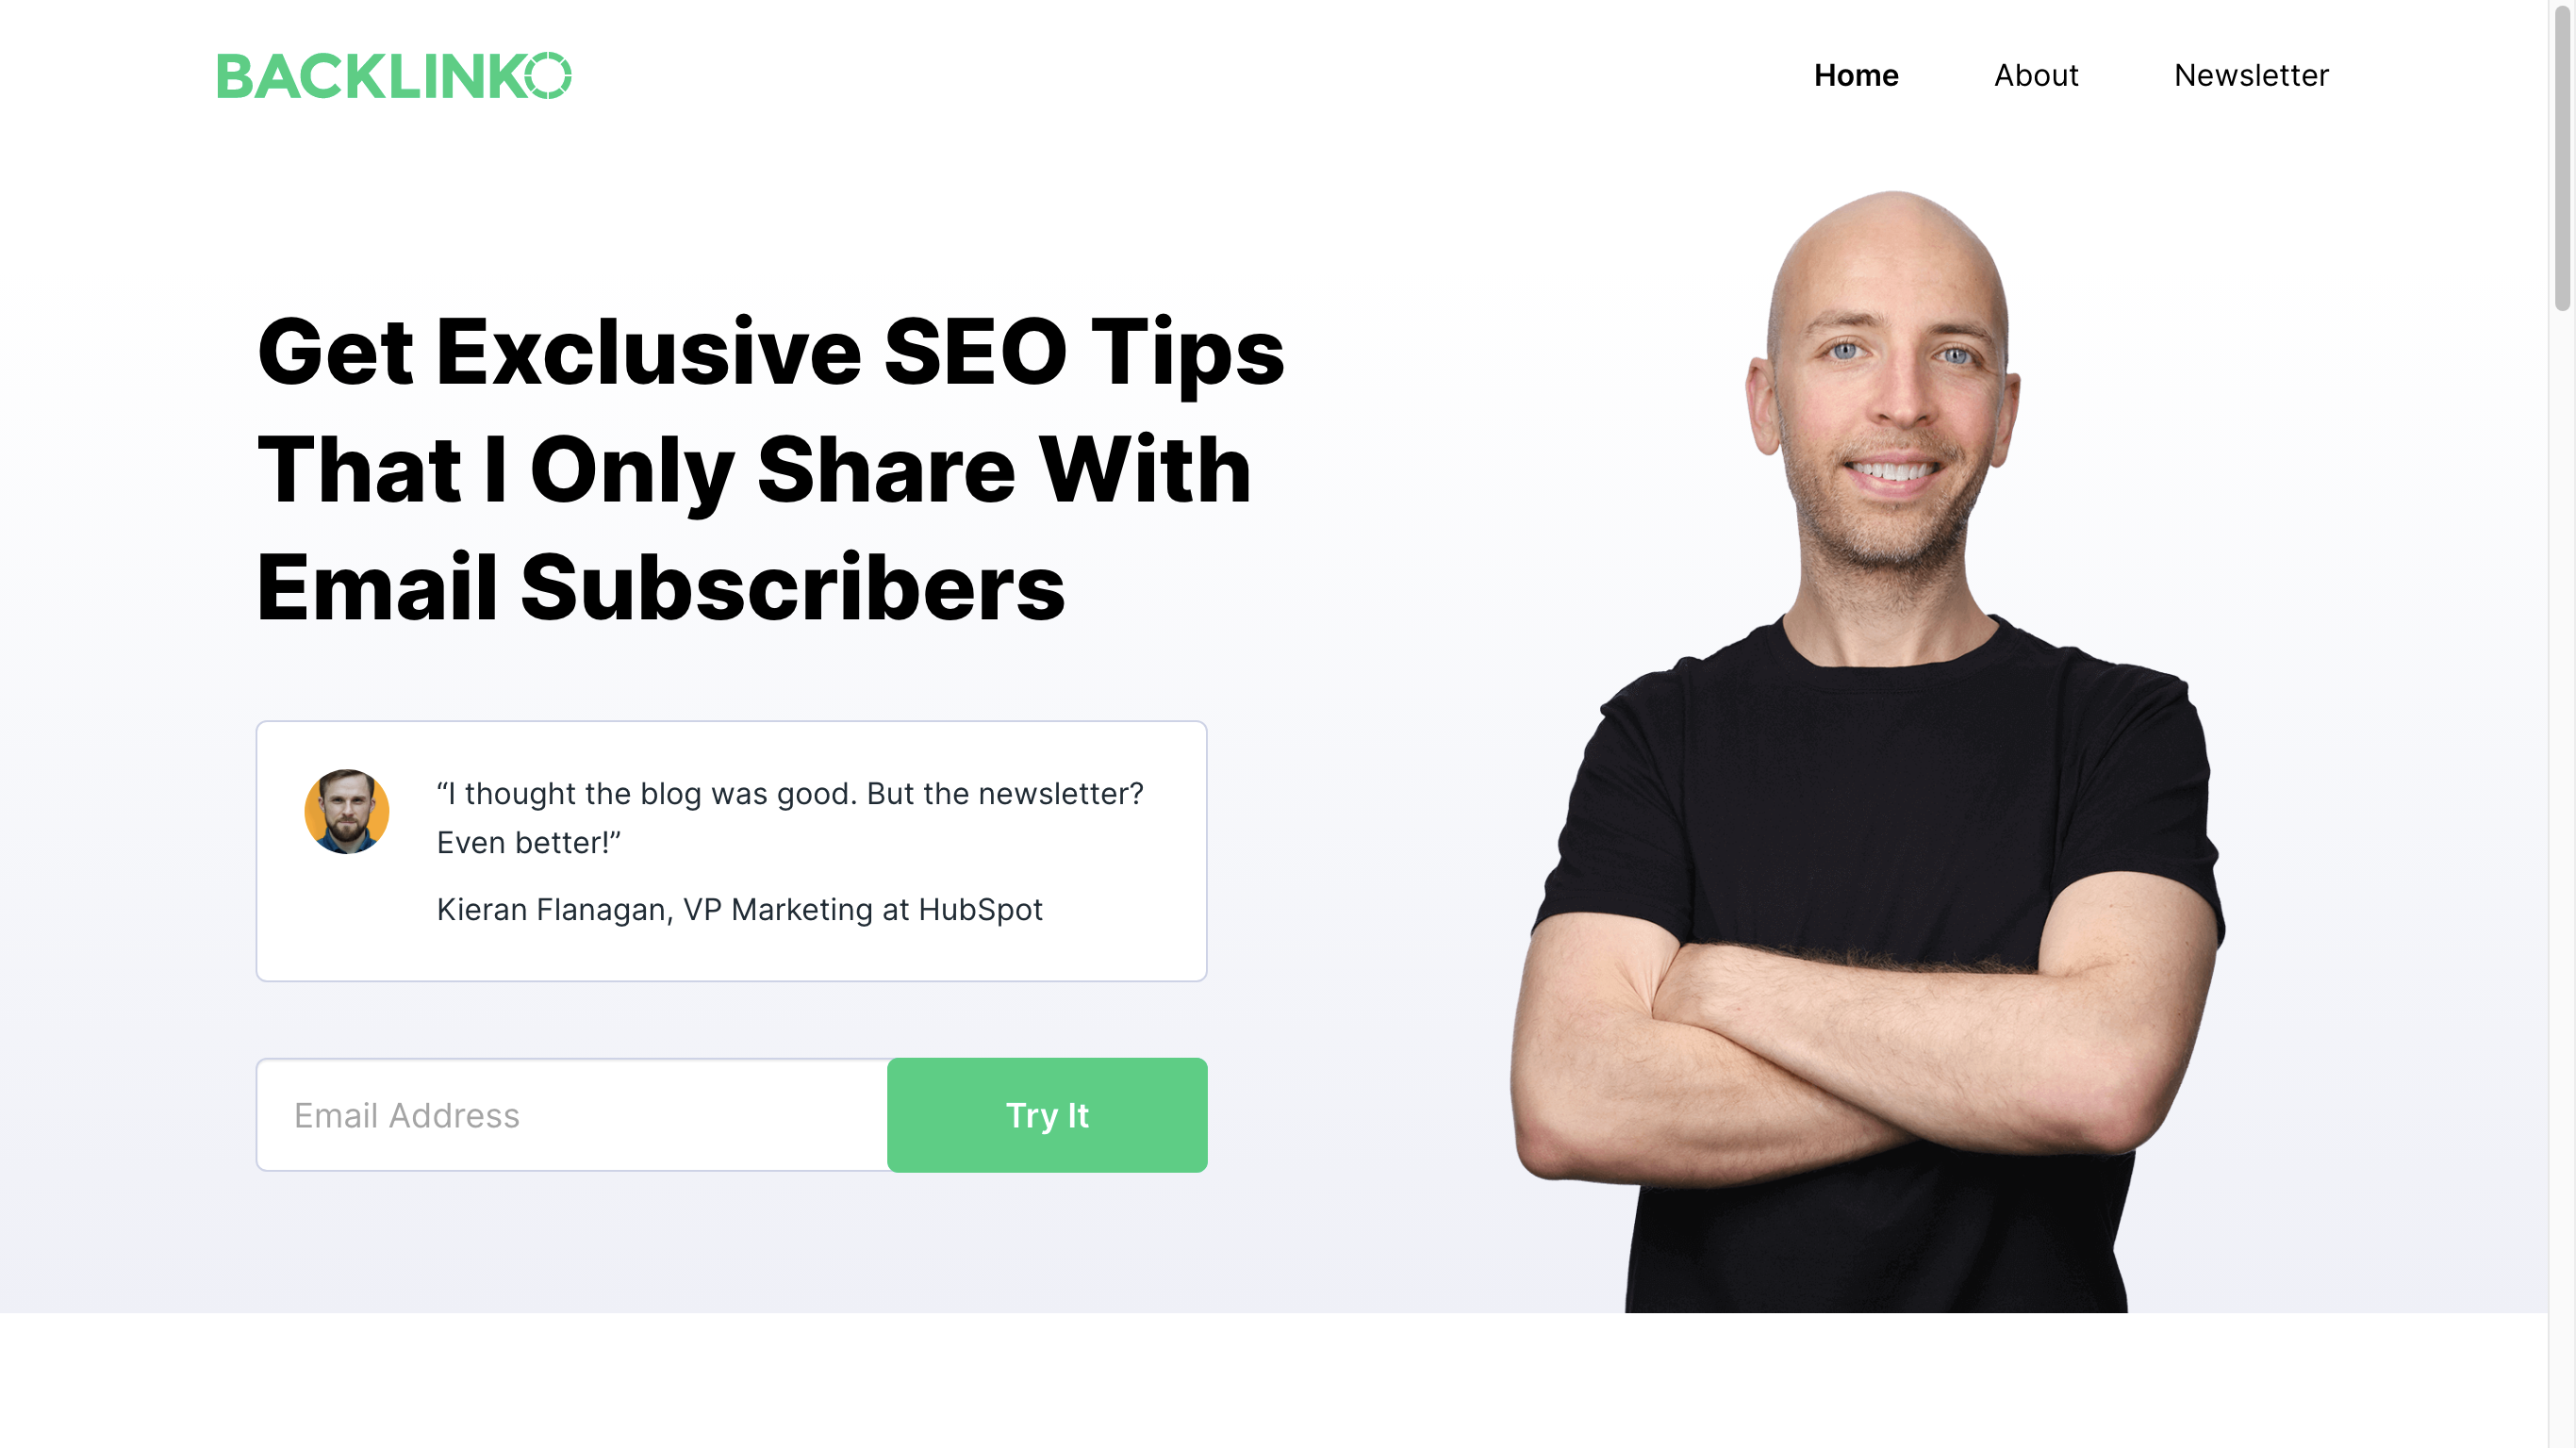 BACKLINKO
Home
About
Newsletter
Get Exclusive SEO Tips
That I Only Share With
Email Subscribers
“I thought the blog was good. But the newsletter?
Even better!”
Kieran Flanagan, VP Marketing at HubSpot
Email Address
Try It